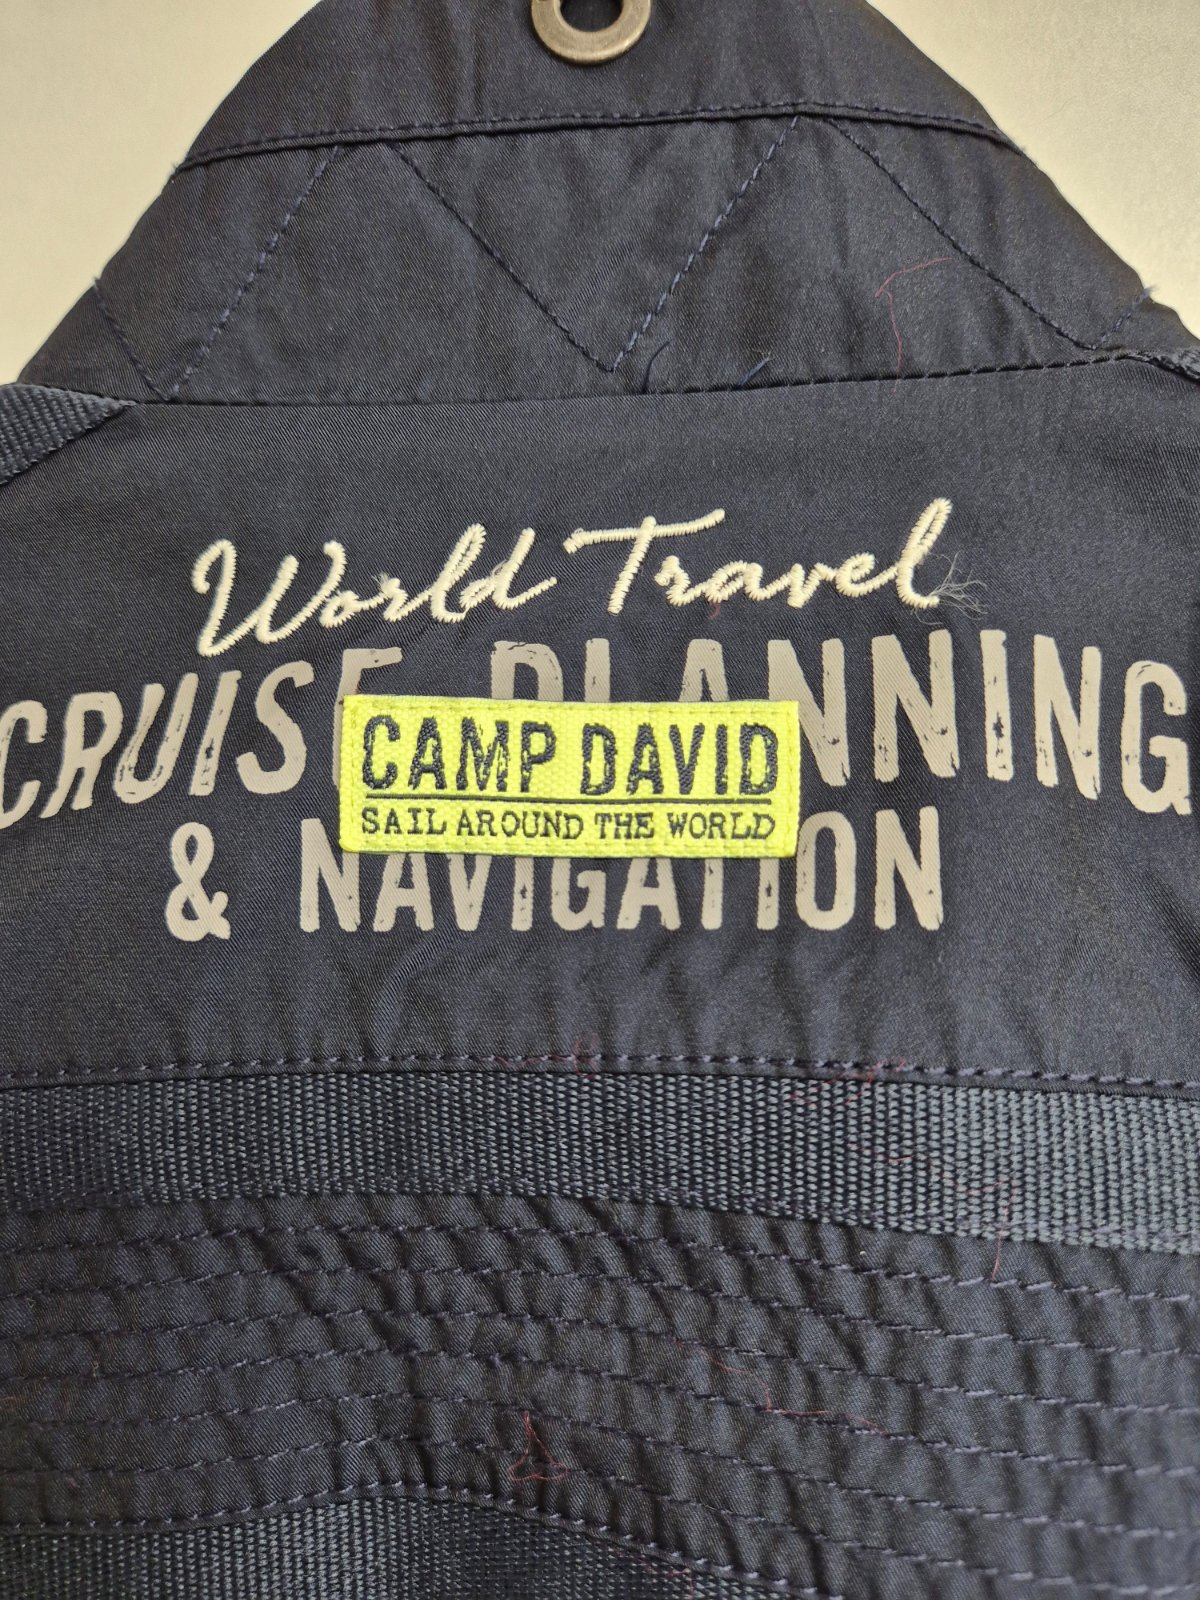 World Travel
CRUISE PLANNING
CAMP DAVID
SAIL AROUND THE WORLD
& NAVIGATION